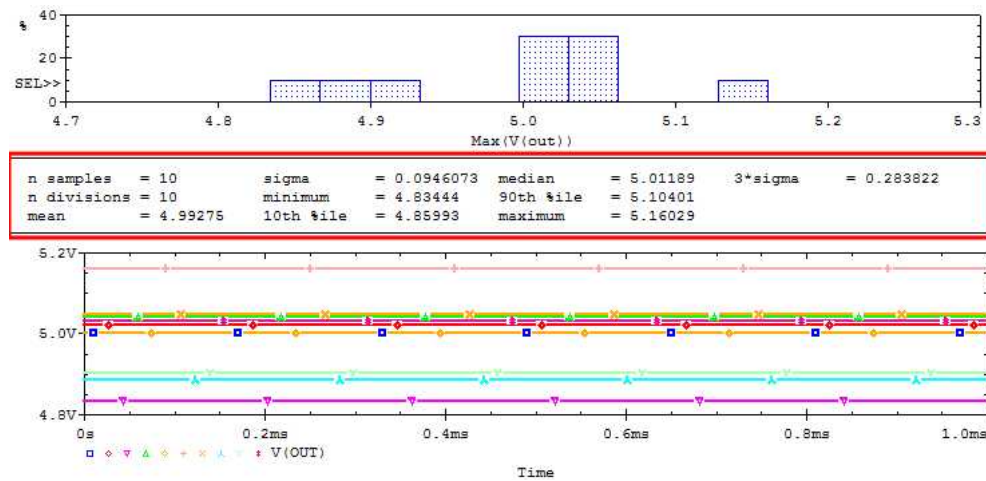 40
%
20
SEL>>
0
4.7 4.8 4.9 5.0 5.1 5.2 5.3
Max(V(out))
n samples = 10 sigma = 0.0946073 median = 5.01189 3*sigma = 0.283822
n divisions = 10 minimum = 4.83444 90th %ile = 5.10401
mean = 4.99275 10th %ile = 4.85993 maximum = 5.16029
5.2V
5.0V
4.8V
0s 0.2ms 0.4ms 0.6ms 0.8ms 1.0ms
V(OUT)
Time